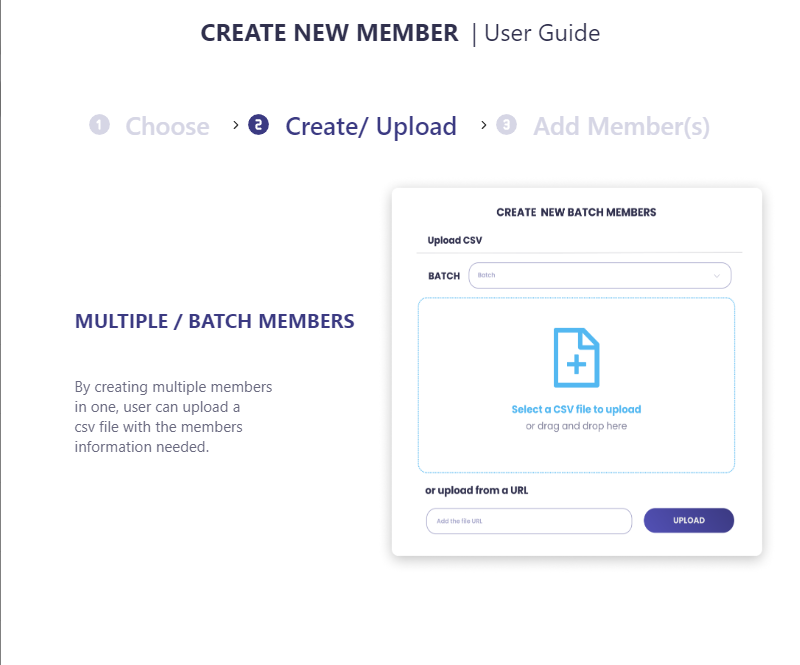 CREATE NEW MEMBER | User Guide
1 Choose > 2 Create/ Upload > 3 Add Member(s)
MULTIPLE / BATCH MEMBERS
By creating multiple members
in one, user can upload a
csv file with the members
information needed.
CREATE NEW BATCH MEMBERS
Upload CSV
BATCH Batch
Select a CSV file to upload
or drag and drop here
or upload from a URL
Add the file URL UPLOAD